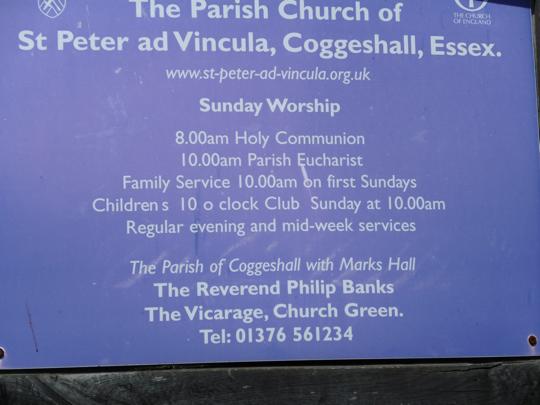 The Parish Church of
THE CHURCH
OF ENGLAND
St Peter ad Vincula, Coggeshall, Essex.
www.st-peter-ad-vincula.org.uk
Sunday Worship
8.00am Holy Communion
10.00am Parish Eucharist
Family Service 10.00am on first Sundays
Children s 10 o clock Club Sunday at 10.00am
Regular evening and mid-week services
The Parish of Coggeshall with Marks Hall
The Reverend Philip Banks
The Vicarage, Church Green.
Tel: 01376 561234